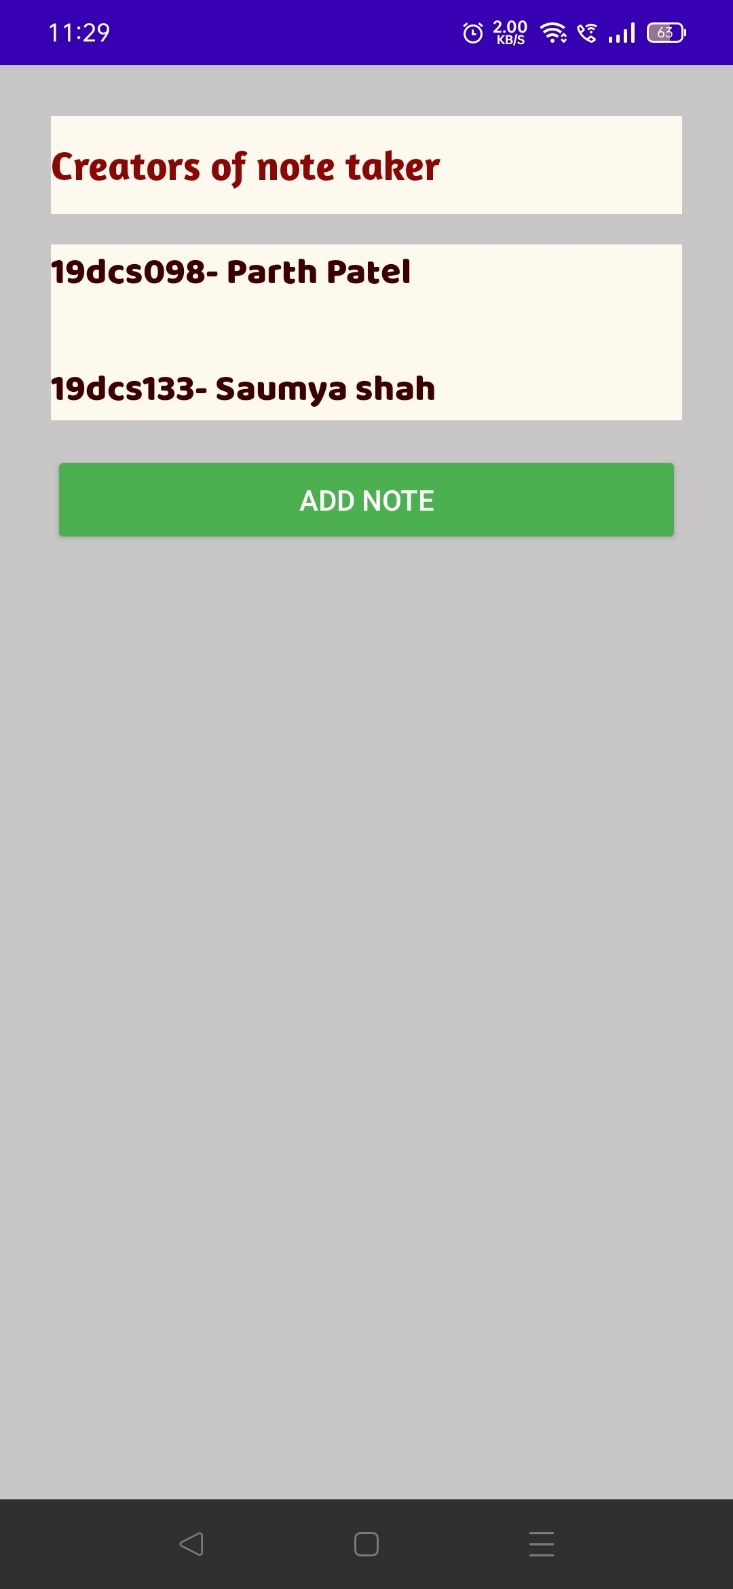 11:29
2.00
KB/S
63
Creators of note taker
19dcs098- Parth Patel
19dcs133- Saumya shah
ADD NOTE